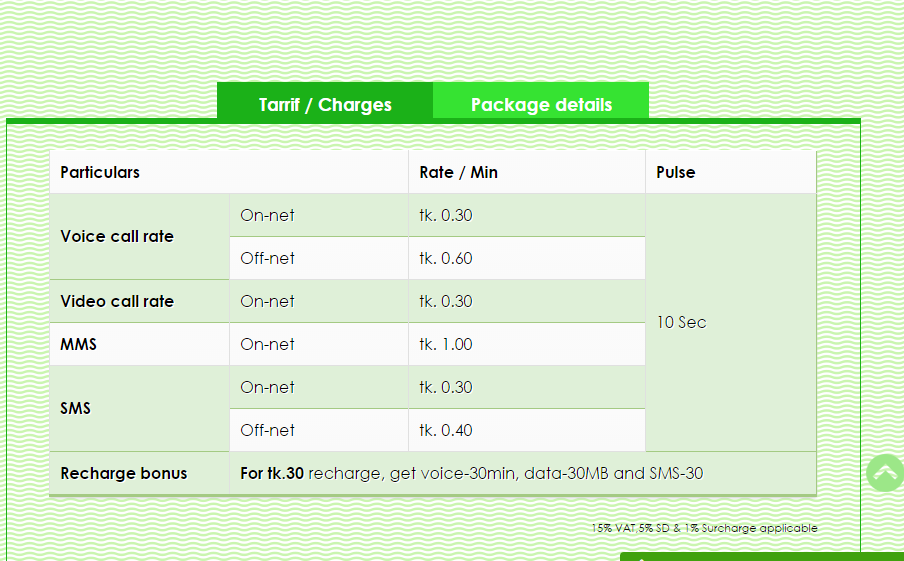 Tarrif / Charges
Package details
Particulars Rate / Min Pulse
Voice call rate
On-net tk. 0.30
Off-net tk. 0.60
Video call rate On-net tk. 0.30
10 Sec
MMS On-net tk. 1.00
SMS
On-net tk. 0.30
Off-net tk. 0.40
Recharge bonus For tk.30 recharge, get voice-30min, data-30MB and SMS-30
15% VAT,5% SD & 1% Surcharge applicable